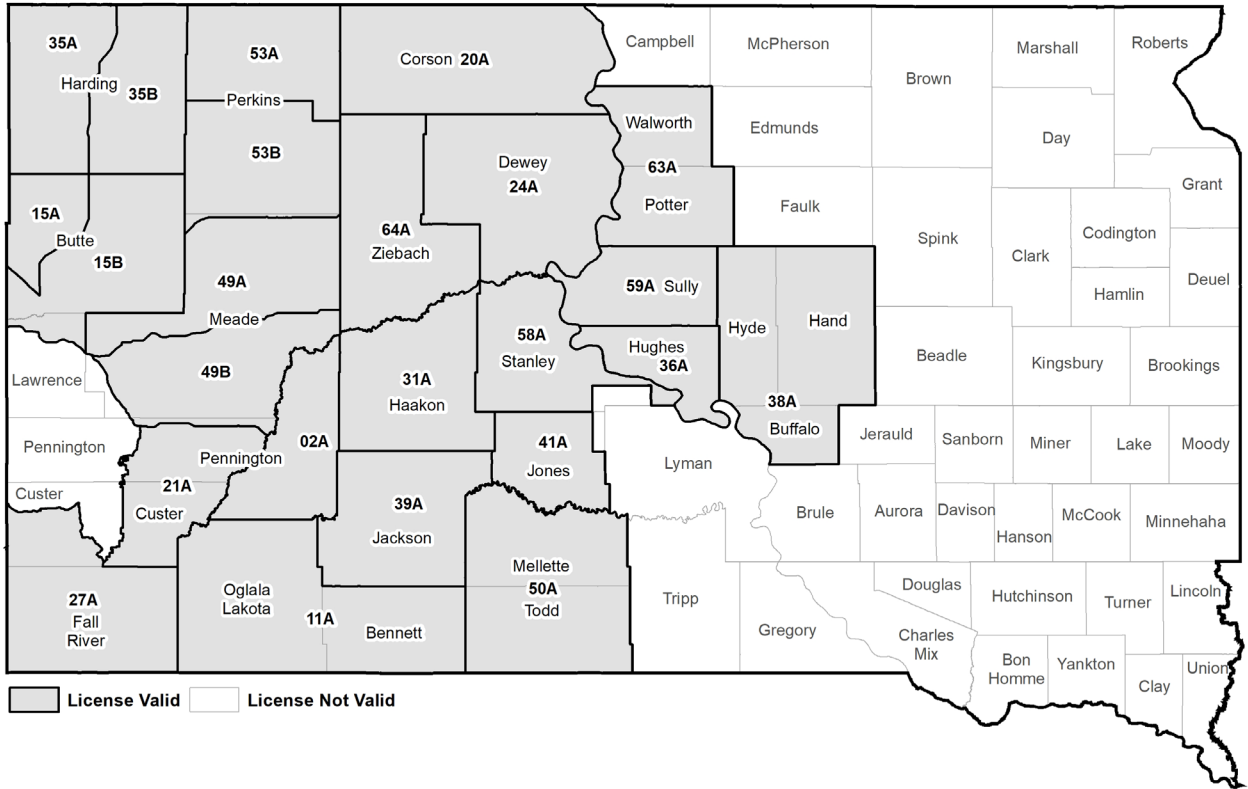 35A
Harding
35B
53A
Perkins
53B
Corson 20A
Campbell
McPherson
Brown
Marshall
Roberts
Walworth
63A
Potter
Edmunds
Day
Grant
Dewey
24A
Faulk
Spink
Clark
Codington
Hamlin
Deuel
15A
Butte
15B
64A
Ziebach
49A
Meade
49B
59A Sully
Hyde
Hand
38A
Buffalo
58A
Stanley
Hughes
36A
Beadle
Kingsbury
Brookings
Lawrence
31A
Haakon
Pennington
Pennington
02A
41A
Jones
Lyman
Jerauld
Sanborn
Miner
Lake
Moody
Custer
21A
Custer
39A
Jackson
Brule
Aurora
Davison
Hanson
McCook
Minnehaha
27A
Fall
River
Oglala
Lakota
11A
Bennett
Mellette
50A
Todd
Tripp
Gregory
Douglas
Charles
Mix
Hutchinson
Turner
Lincoln
Bon
Homme
Yankton
Clay
Union
License Valid
License Not Valid